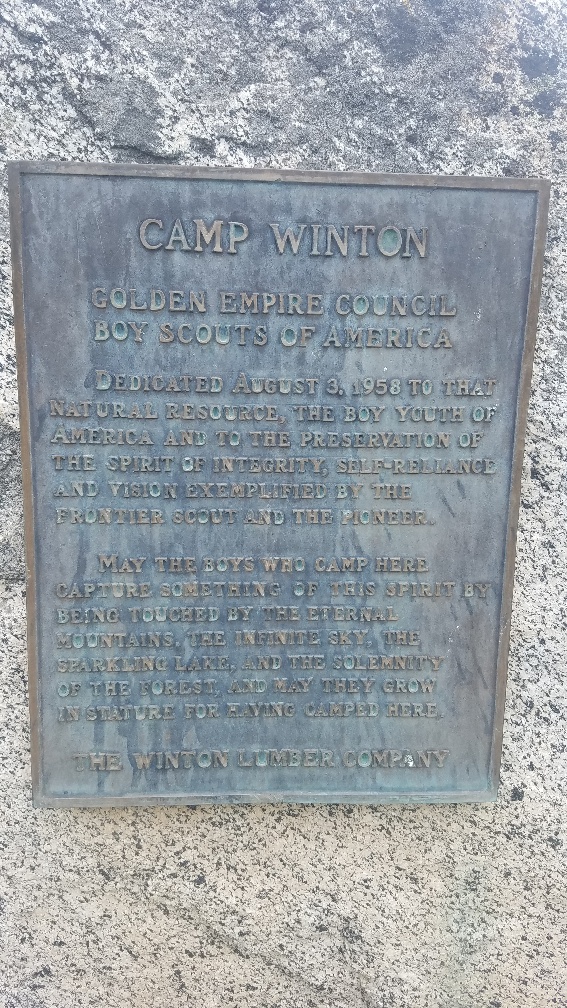 CAMP WINTON
GOLDEN EMPIRE COUNCIL
BOY SCOUTS OF AMERICA
DEDICATED AUGUST 3, 1958 TO THAT
NATURAL RESOURCE, THE BOY YOUTH OF
AMERICA AND TO THE PRESERVATION OF
THE SPIRIT OF INTEGRITY, SELF-RELIANCE
AND VISION EXEMPLIFIED BY THE
FRONTIER SCOUT AND THE PIONEER.
MAY THE BOYS WHO CAMP HERE
CAPTURE SOMETHING OF THIS SPIRIT BY
BEING TOUCHED BY THE ETERNAL
MOUNTAINS, THE INFINITE SKY, THE
SPARKLING LAKE, AND THE SOLEMNITY
OF THE FOREST, AND MAY THEY GROW
IN STATURE FOR HAVING CAMPED HERE.
THE WINTON LUMBER COMPANY